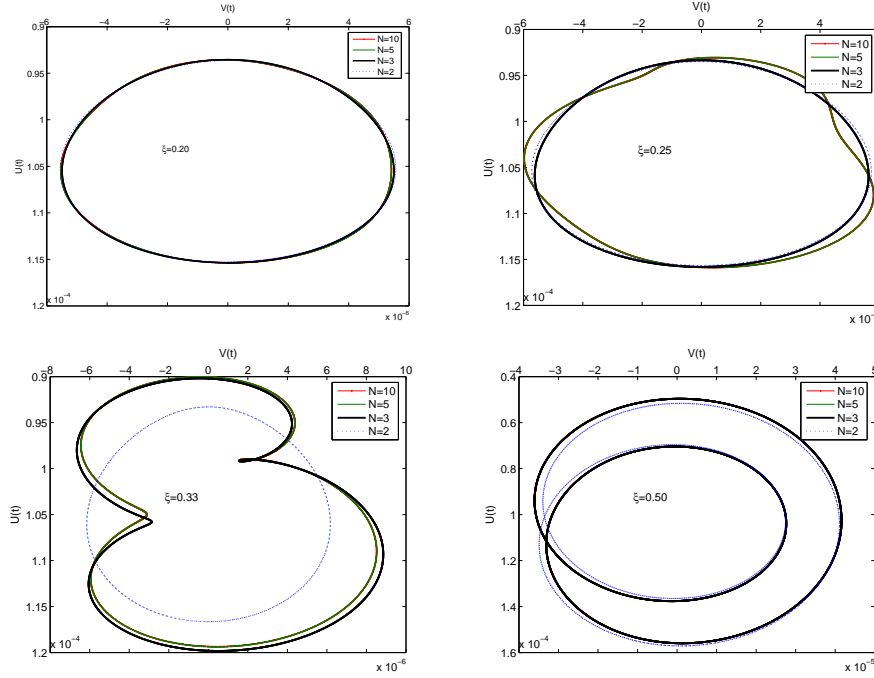 V(t)
−6 −4 −2 0 2 4 6
0.9
0.95
1
1.05
1.1
1.15
1.2
U(t)
N=10
N=5
N=3
N=2
ξ=0.20
x 10⁻⁴
x 10⁻⁶
V(t)
−6 −4 −2 0 2 4
0.9
0.95
1
1.05
1.1
1.15
1.2
U(t)
N=10
N=5
N=3
N=2
ξ=0.25
x 10⁻⁴
x 10⁻
V(t)
−8 −6 −4 −2 0 2 4 6 8 10
0.9
0.95
1
1.05
1.1
1.15
1.2
U(t)
N=10
N=5
N=3
N=2
ξ=0.33
x 10⁻⁴
x 10⁻⁶
V(t)
−4 −3 −2 −1 0 1 2 3 4 5
0.4
0.6
0.8
1
1.2
1.4
1.6
U(t)
N=10
N=5
N=3
N=2
ξ=0.50
x 10⁻⁴
x 10⁻⁵